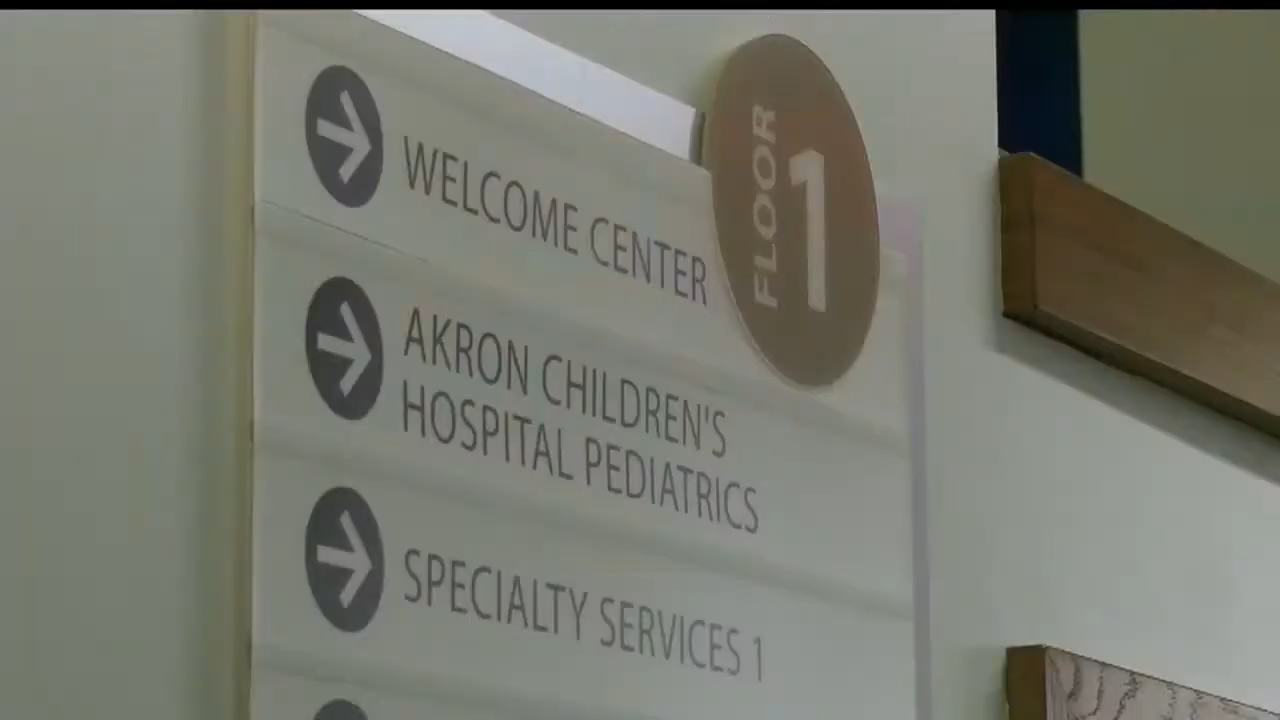 FLOOR 1
WELCOME CENTER
AKRON CHILDREN'S
HOSPITAL PEDIATRICS
SPECIALTY SERVICES 1